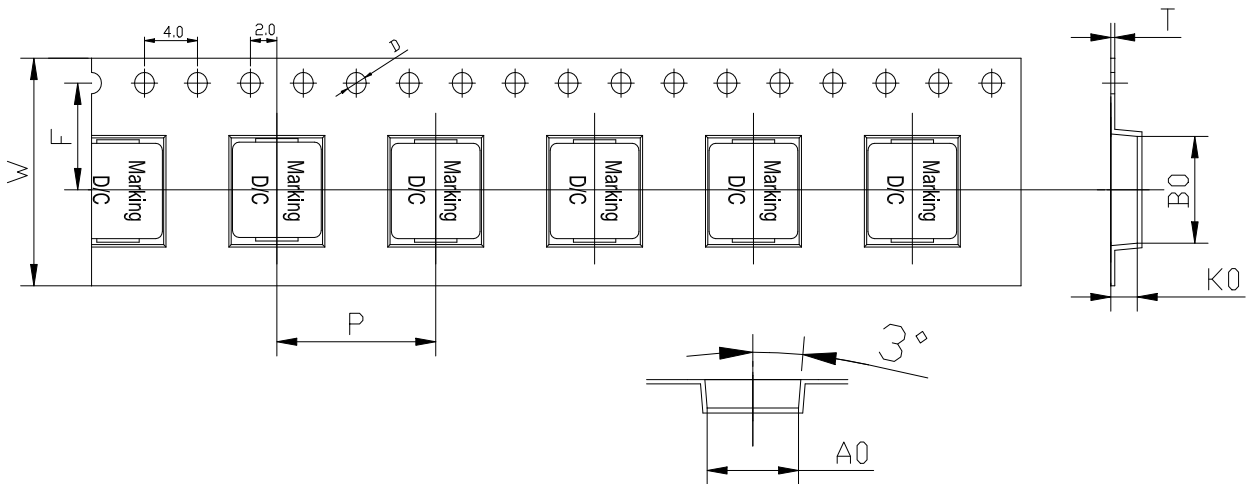 4.0
2.0
D
T
W
F
Marking
D/C
Marking
D/C
Marking
D/C
Marking
D/C
Marking
D/C
Marking
D/C
B0
K0
P
3°
A0